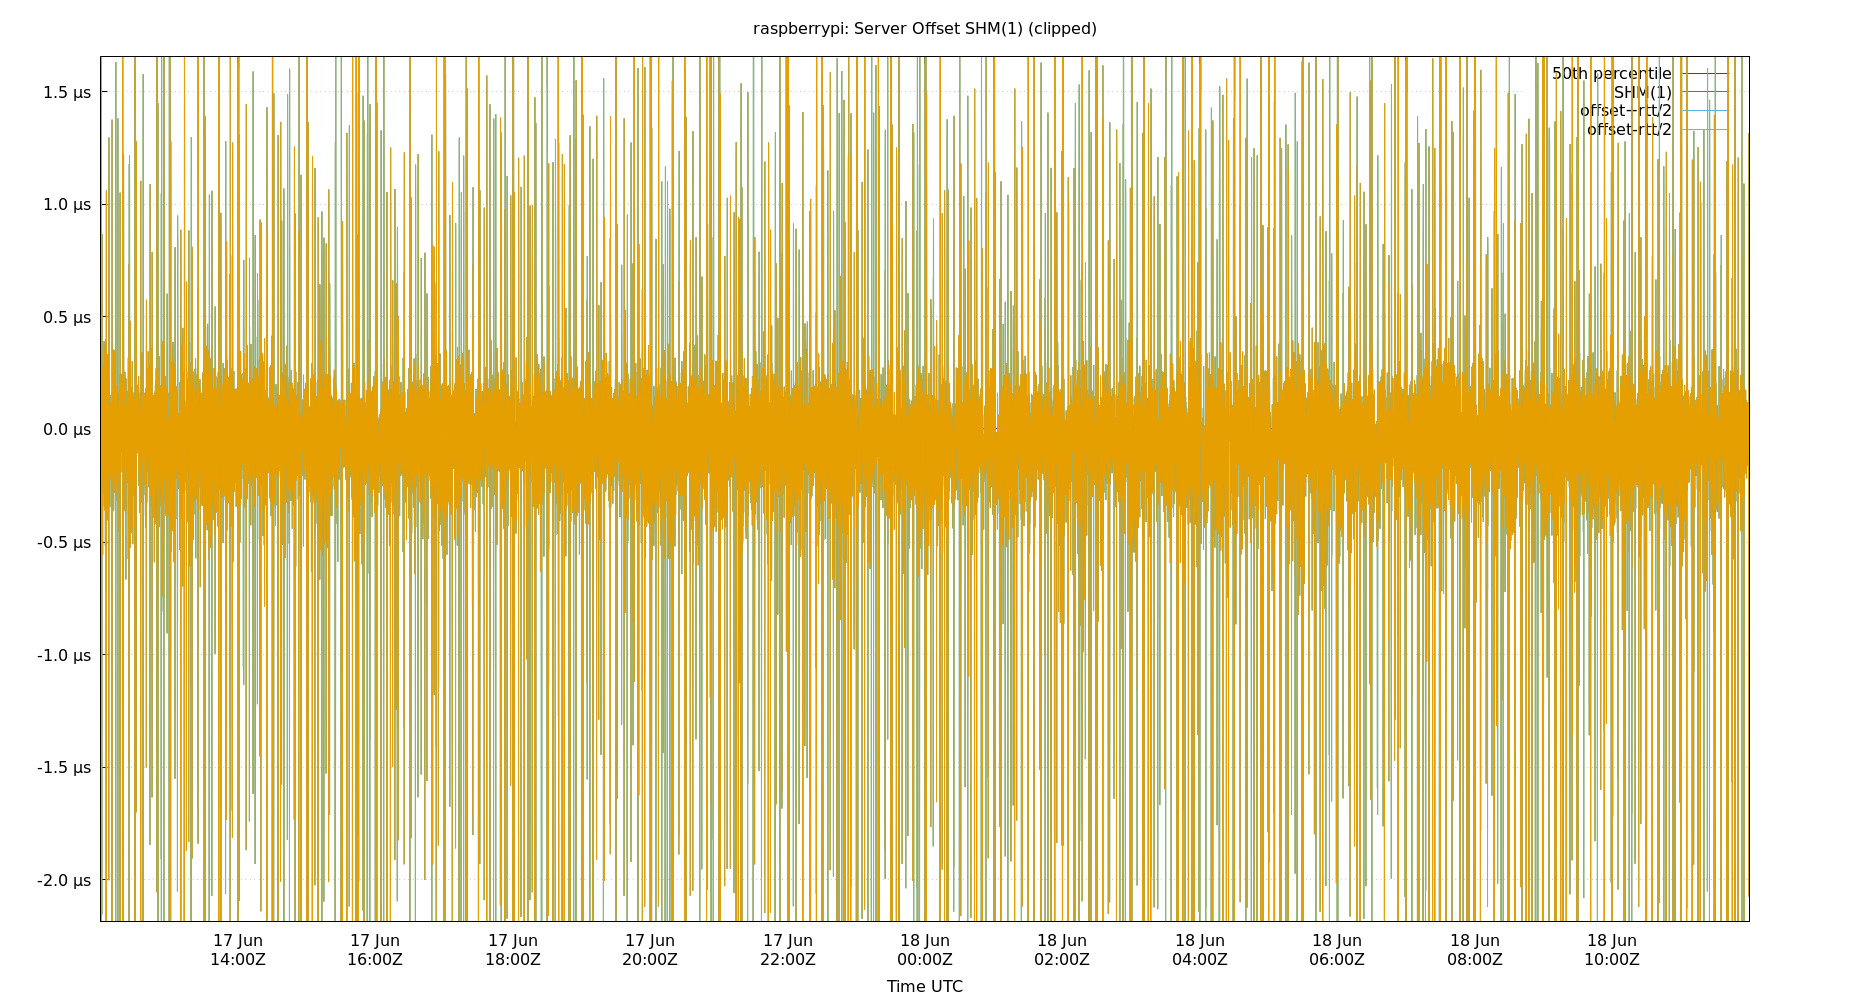 raspberrypi: Server Offset SHM(1) (clipped)
50th percentile
SHM(1)
offset--rtt/2
offset-rtt/2
1.5 µs
1.0 µs
0.5 µs
0.0 µs
-0.5 µs
-1.0 µs
-1.5 µs
-2.0 µs
17 Jun 17 Jun 17 Jun 17 Jun 17 Jun 18 Jun 18 Jun 18 Jun 18 Jun 18 Jun 18 Jun
14:00Z 16:00Z 18:00Z 20:00Z 22:00Z 00:00Z 02:00Z 04:00Z 06:00Z 08:00Z 10:00Z
Time UTC